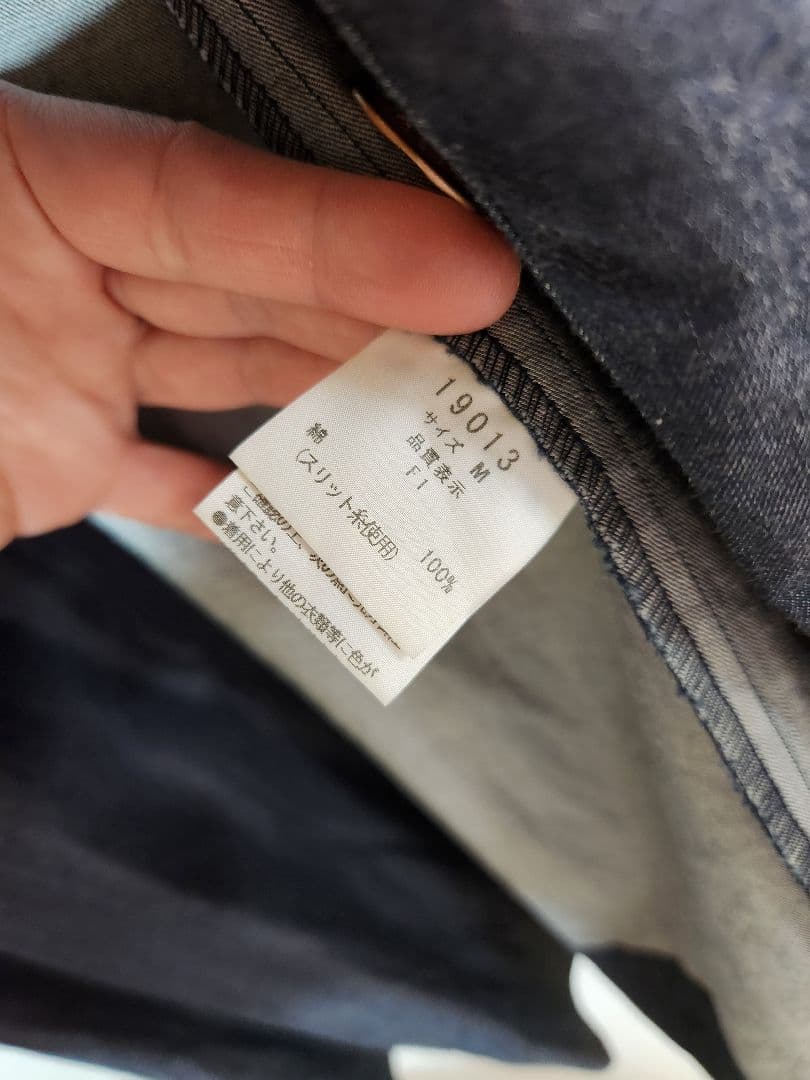 19013
サイズ M
品質表示
F1
綿 100%
(スリット糸使用)
意下さい。
●着用により他の衣類等に色が